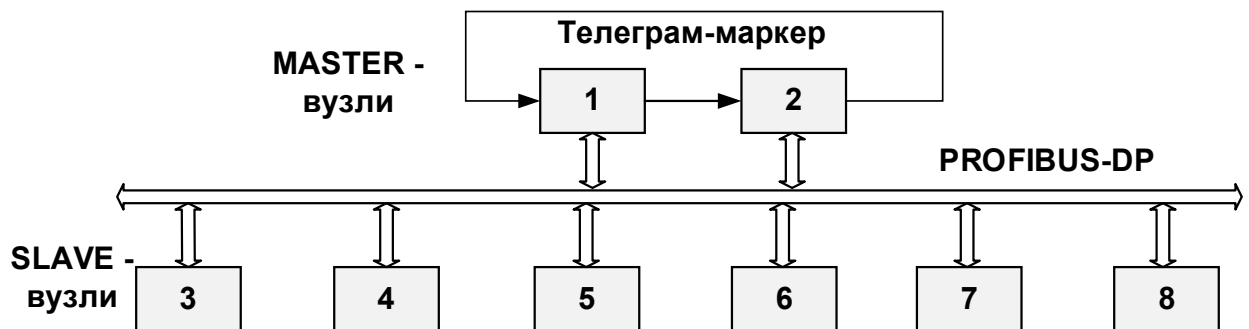 Телеграм-маркер
MASTER -
вузли
1
2
PROFIBUS-DP
SLAVE -
вузли
3
4
5
6
7
8